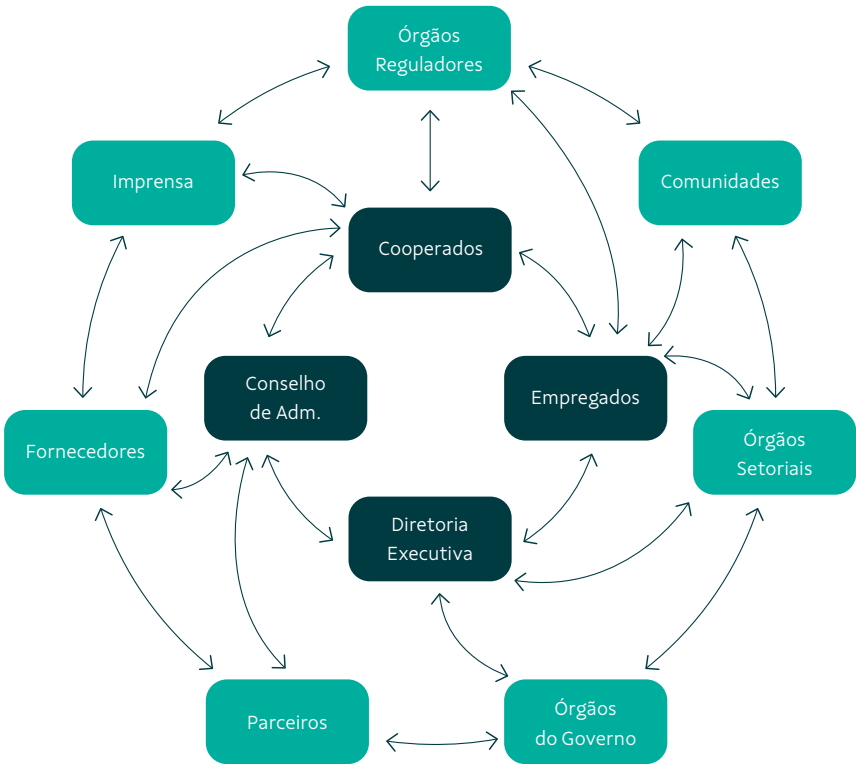 Órgãos
Reguladores
Imprensa
Comunidades
Cooperados
Conselho
de Adm.
Empregados
Fornecedores
Órgãos
Setoriais
Diretoria
Executiva
Parceiros
Órgãos
do Governo